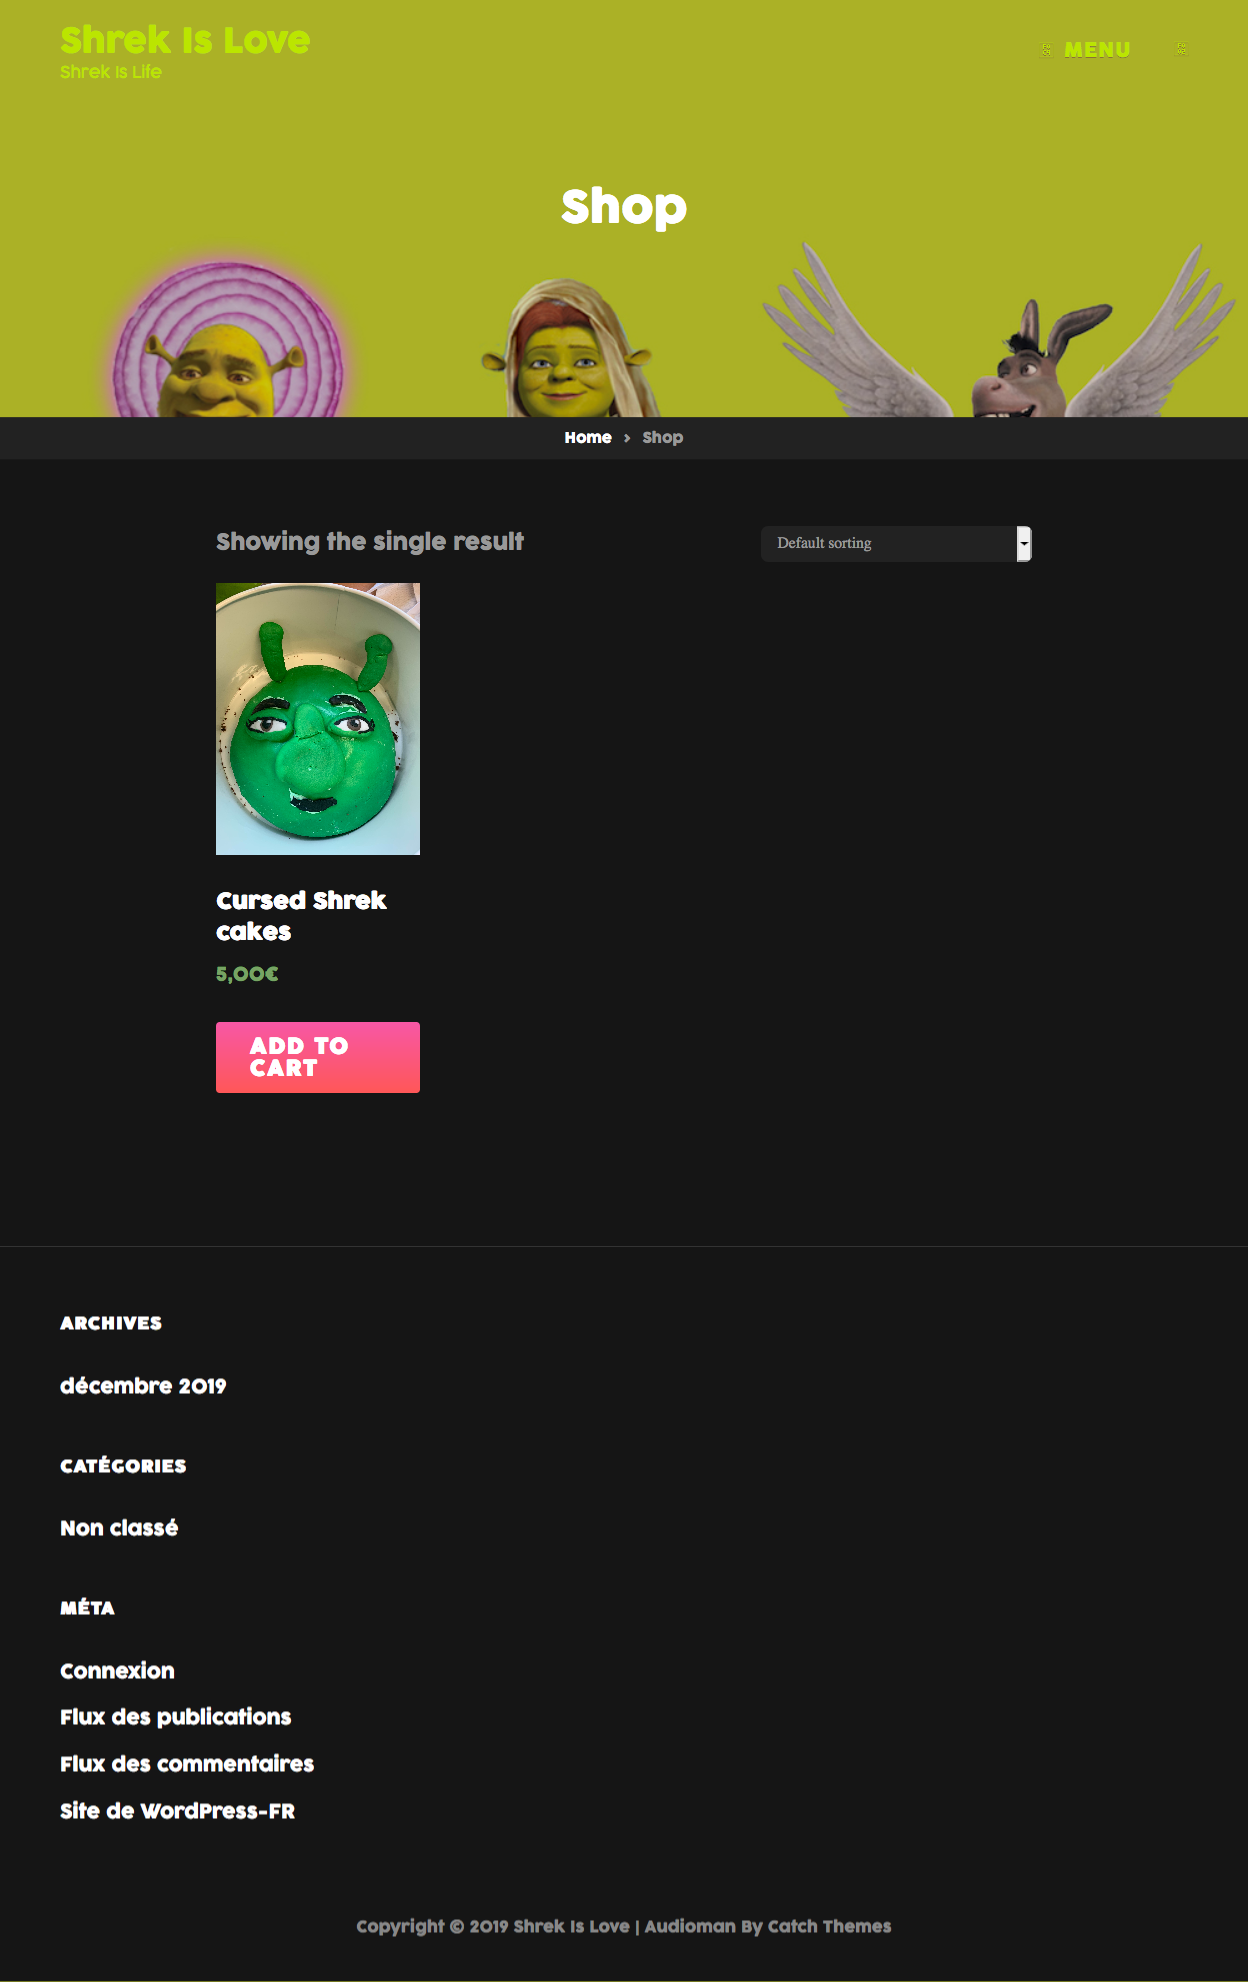 Shrek Is Love
Shrek Is Life
MENU
Shop
Home › Shop
Showing the single result
Default sorting
Cursed Shrek
cakes
5,00€
ADD TO
CART
ARCHIVES
décembre 2019
CATÉGORIES
Non classé
MÉTA
Connexion
Flux des publications
Flux des commentaires
Site de WordPress-FR
Copyright © 2019 Shrek Is Love | Audioman By Catch Themes